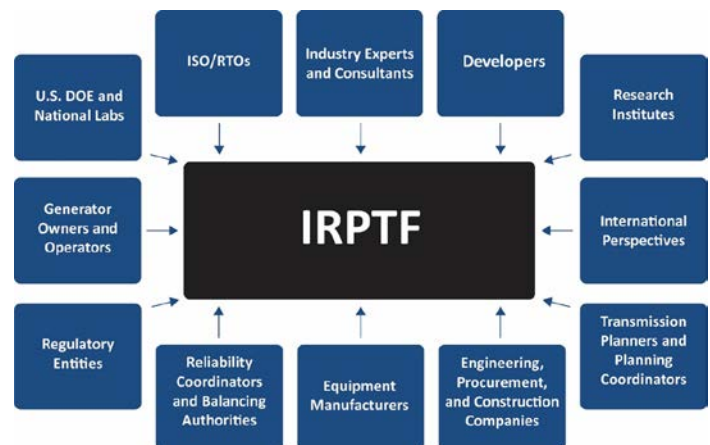 ISO/RTOs
Industry Experts
and Consultants
Developers
U.S. DOE and
National Labs
Research
Institutes
IRPTF
Generator
Owners and
Operators
International
Perspectives
Regulatory
Entities
Transmission
Planners and
Planning
Coordinators
Reliability
Coordinators
and Balancing
Authorities
Equipment
Manufacturers
Engineering,
Procurement,
and Construction
Companies